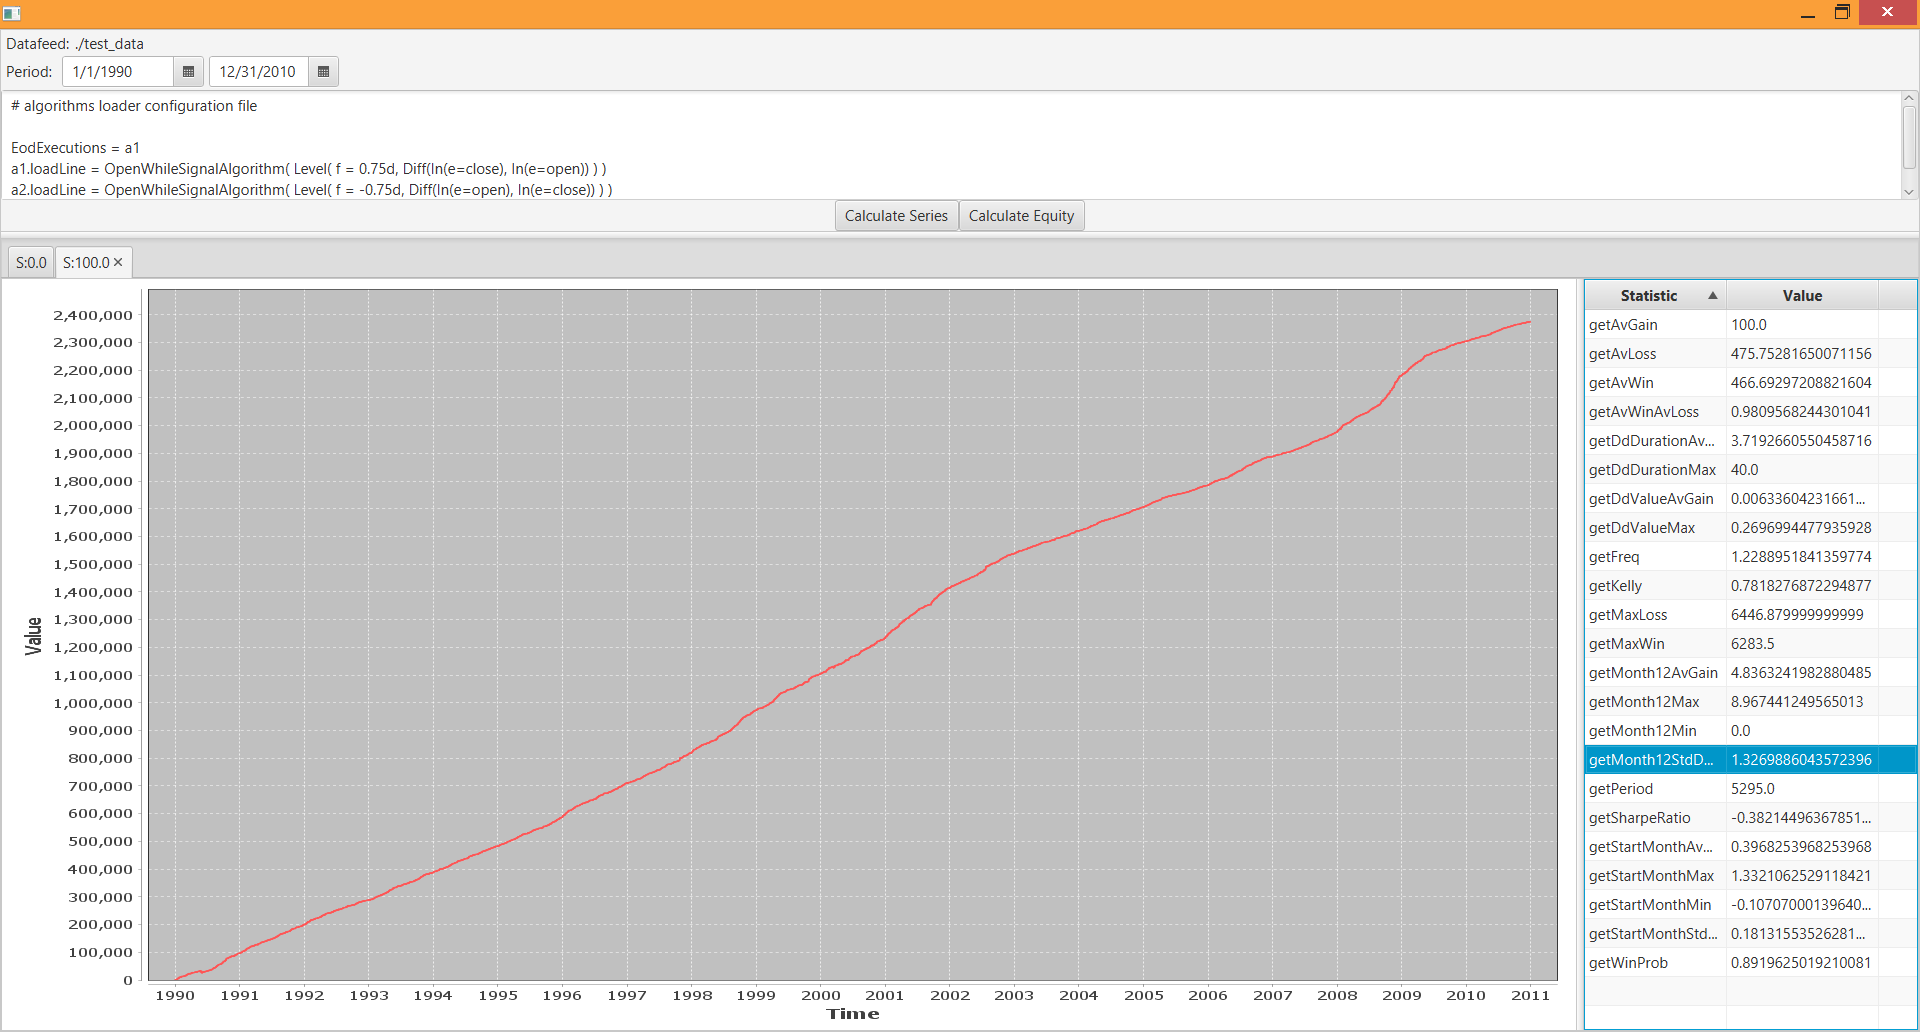 Datafeed: ./test_data
Period: 1/1/1990 12/31/2010
# algorithms loader configuration file
EodExecutions = a1
a1.loadLine = OpenWhileSignalAlgorithm( Level( f = 0.75d, Diff(In(e=close), In(e=open)) ) )
a2.loadLine = OpenWhileSignalAlgorithm( Level( f = -0.75d, Diff(In(e=open), In(e=close)) ) )
Calculate Series Calculate Equity
S:0.0 S:100.0
Value
2,400,000
2,300,000
2,200,000
2,100,000
2,000,000
1,900,000
1,800,000
1,700,000
1,600,000
1,500,000
1,400,000
1,300,000
1,200,000
1,100,000
1,000,000
900,000
800,000
700,000
600,000
500,000
400,000
300,000
200,000
100,000
0
1990 1991 1992 1993 1994 1995 1996 1997 1998 1999 2000 2001 2002 2003 2004 2005 2006 2007 2008 2009 2010 2011
Time
Statistic Value
getAvGain 100.0
getAvLoss 475.75281650071156
getAvWin 466.69297208821604
getAvWinAvLoss 0.9809568244301041
getDdDurationAv... 3.7192660550458716
getDdDurationMax 40.0
getDdValueAvGain 0.00633604231661...
getDdValueMax 0.2696994477935928
getFreq 1.2288951841359774
getKelly 0.7818276872294877
getMaxLoss 6446.879999999999
getMaxWin 6283.5
getMonth12AvGain 4.8363241982880485
getMonth12Max 8.967441249565013
getMonth12Min 0.0
getMonth12StdD... 1.3269886043572396
getPeriod 5295.0
getSharpeRatio -0.38214496367851...
getStartMonthAv... 0.3968253968253968
getStartMonthMax 1.3321062529118421
getStartMonthMin -0.10707000139640...
getStartMonthStd... 0.18131553526281...
getWinProb 0.8919625019210081